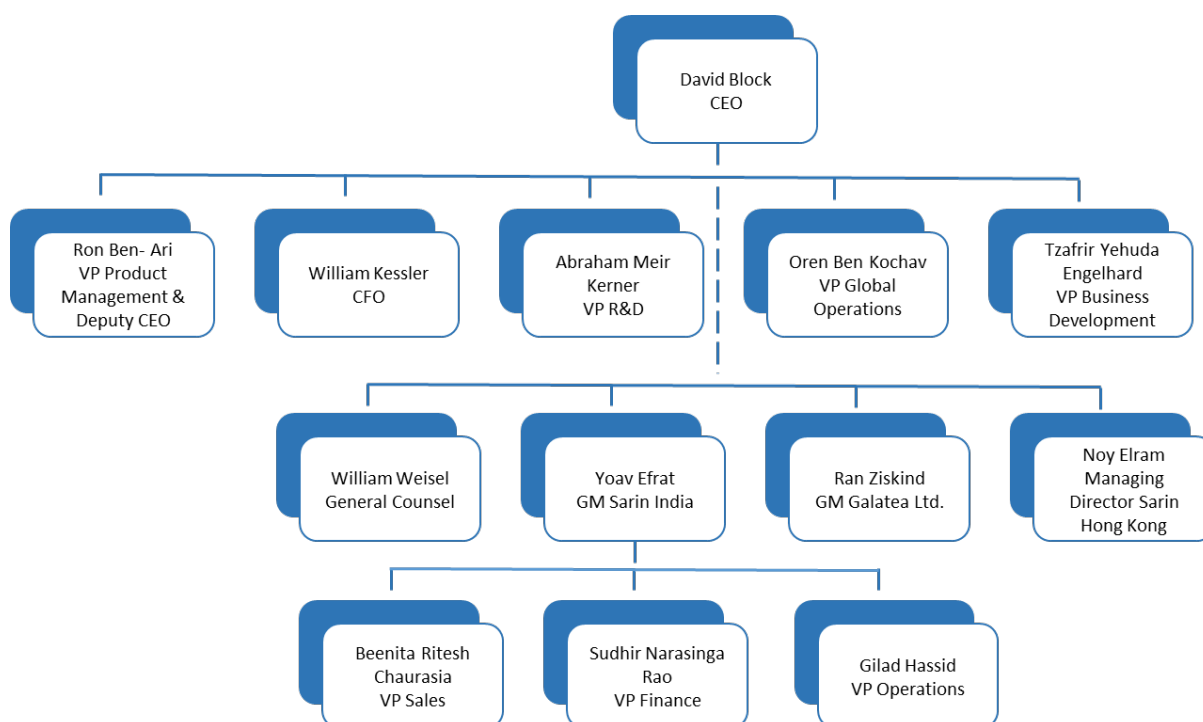 David Block
CEO
Ron Ben- Ari
VP Product
Management &
Deputy CEO
William Kessler
CFO
Abraham Meir
Kerner
VP R&D
Oren Ben Kochav
VP Global
Operations
Tzafrir Yehuda
Engelhard
VP Business
Development
William Weisel
General Counsel
Yoav Efrat
GM Sarin India
Ran Ziskind
GM Galatea Ltd.
Noy Elram
Managing
Director Sarin
Hong Kong
Beenita Ritesh
Chaurasia
VP Sales
Sudhir Narasinga
Rao
VP Finance
Gilad Hassid
VP Operations